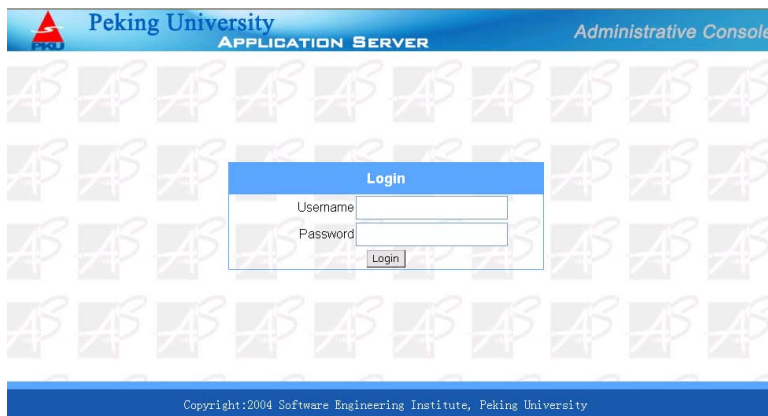 PKU
Peking University
APPLICATION SERVER
Administrative Console
Login
Username
Password
Login
Copyright:2004 Software Engineering Institute, Peking University